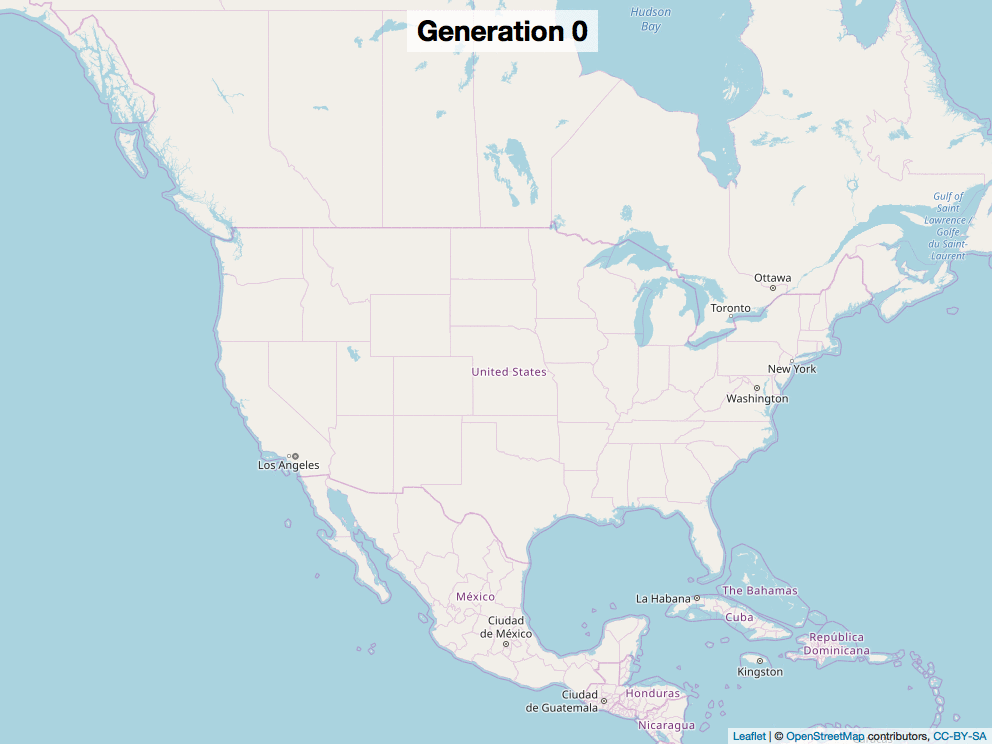 Generation 0
Hudson
Bay
Gulf of
Saint
Lawrence /
Golfe
du Saint-
Laurent
Ottawa
Toronto
United States
New York
Washington
Los Angeles
La Habana
The Bahamas
México
Cuba
Ciudad
de México
República
Dominicana
Kingston
Ciudad
de Guatemala
Honduras
Nicaragua
Leaflet | © OpenStreetMap contributors, CC-BY-SA